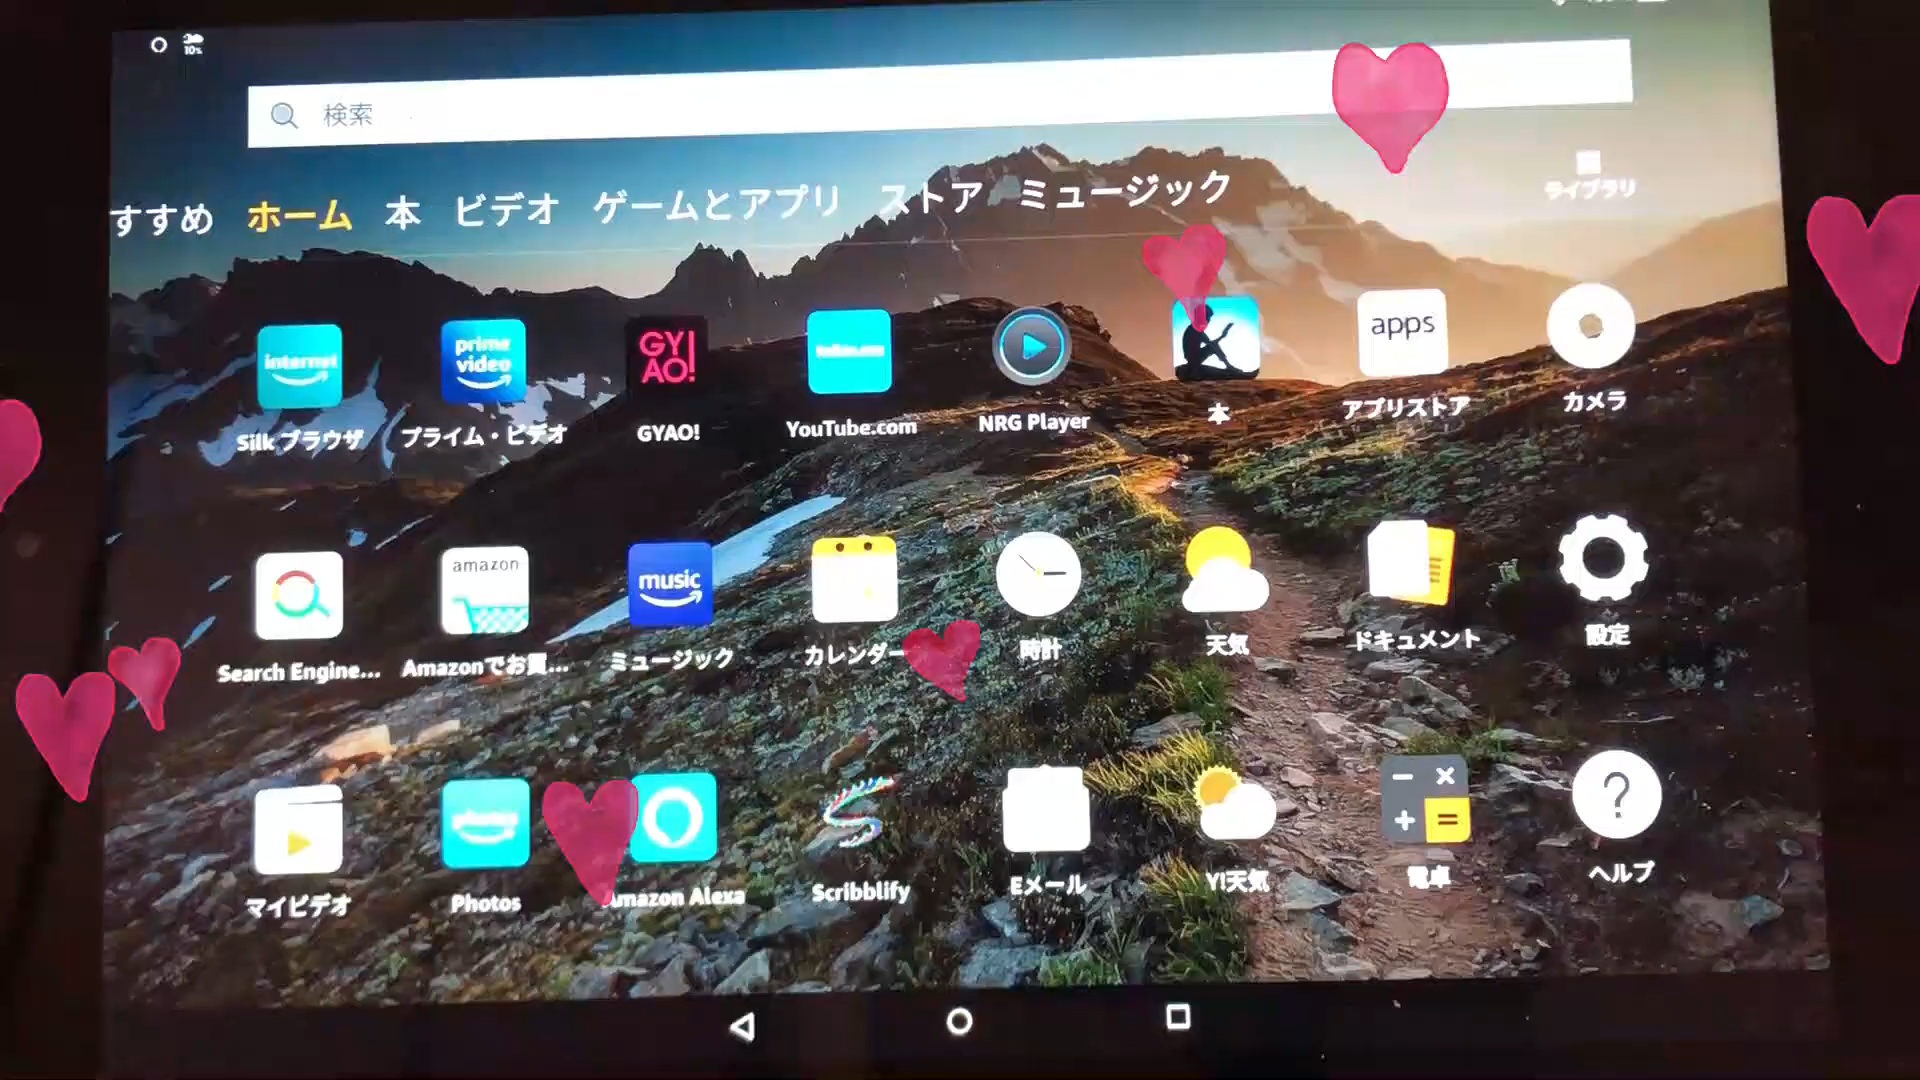 10%
検索
すすめ ホーム 本 ビデオ ゲームとアプリ ストア ミュージック
ライブラリ
internet
prime video
GYAO!
apps
Silk ブラウザ
プライム・ビデオ
GYAO!
YouTube.com
NRG Player
本
アプリストア
カメラ
amazon
music
Search Engine...
Amazonでお買...
ミュージック
カレンダー
時計
天気
ドキュメント
設定
photos
マイビデオ
Photos
Amazon Alexa
Scribblify
Eメール
Y!天気
電卓
ヘルプ